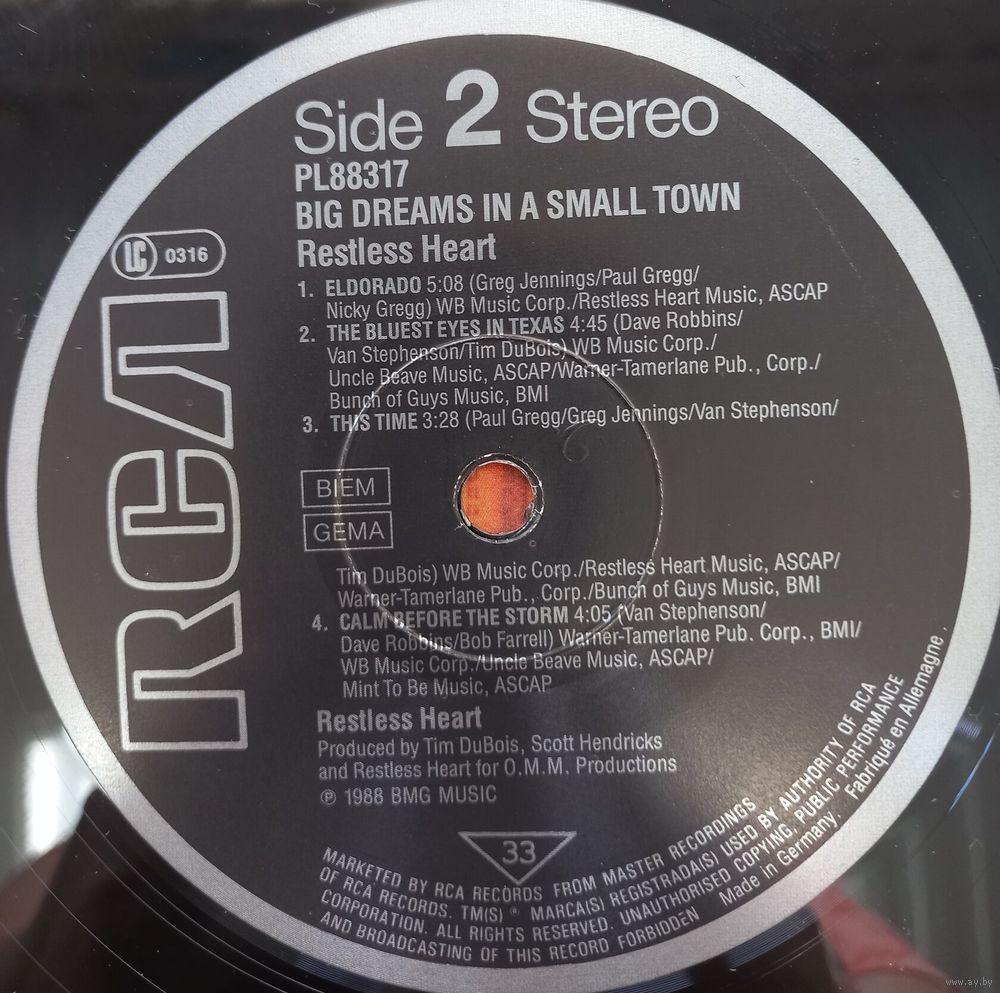 Side 2 Stereo
PL88317
BIG DREAMS IN A SMALL TOWN
Restless Heart
LC 0316
RCA
1. ELDORADO 5:08 (Greg Jennings/Paul Gregg/
Nicky Gregg) WB Music Corp./Restless Heart Music, ASCAP
2. THE BLUEST EYES IN TEXAS 4:45 (Dave Robbins/
Van Stephenson/Tim DuBois) WB Music Corp./
Uncle Beave Music, ASCAP/Warner-Tamerlane Pub., Corp./
Bunch of Guys Music, BMI
3. THIS TIME 3:28 (Paul Gregg/Greg Jennings/Van Stephenson/
BIEM
GEMA
Tim DuBois) WB Music Corp./Restless Heart Music, ASCAP/
Warner-Tamerlane Pub., Corp./Bunch of Guys Music, BMI
4. CALM BEFORE THE STORM 4:05 (Van Stephenson/
Dave Robbins/Bob Farrell) Warner-Tamerlane Pub. Corp., BMI/
WB Music Corp./Uncle Beave Music, ASCAP/
Mint To Be Music, ASCAP
Restless Heart
Produced by Tim DuBois, Scott Hendricks
and Restless Heart for O.M.M. Productions
℗ 1988 BMG MUSIC
33
MARKETED BY RCA RECORDS FROM MASTER RECORDINGS
OF RCA RECORDS. TM(S) ® MARCA(S) REGISTRADA(S) USED BY AUTHORITY OF RCA
CORPORATION. ALL RIGHTS RESERVED. UNAUTHORISED COPYING, PUBLIC PERFORMANCE
AND BROADCASTING OF THIS RECORD FORBIDDEN Made in Germany. Fabriqué en Allemagne.
www.ay.by